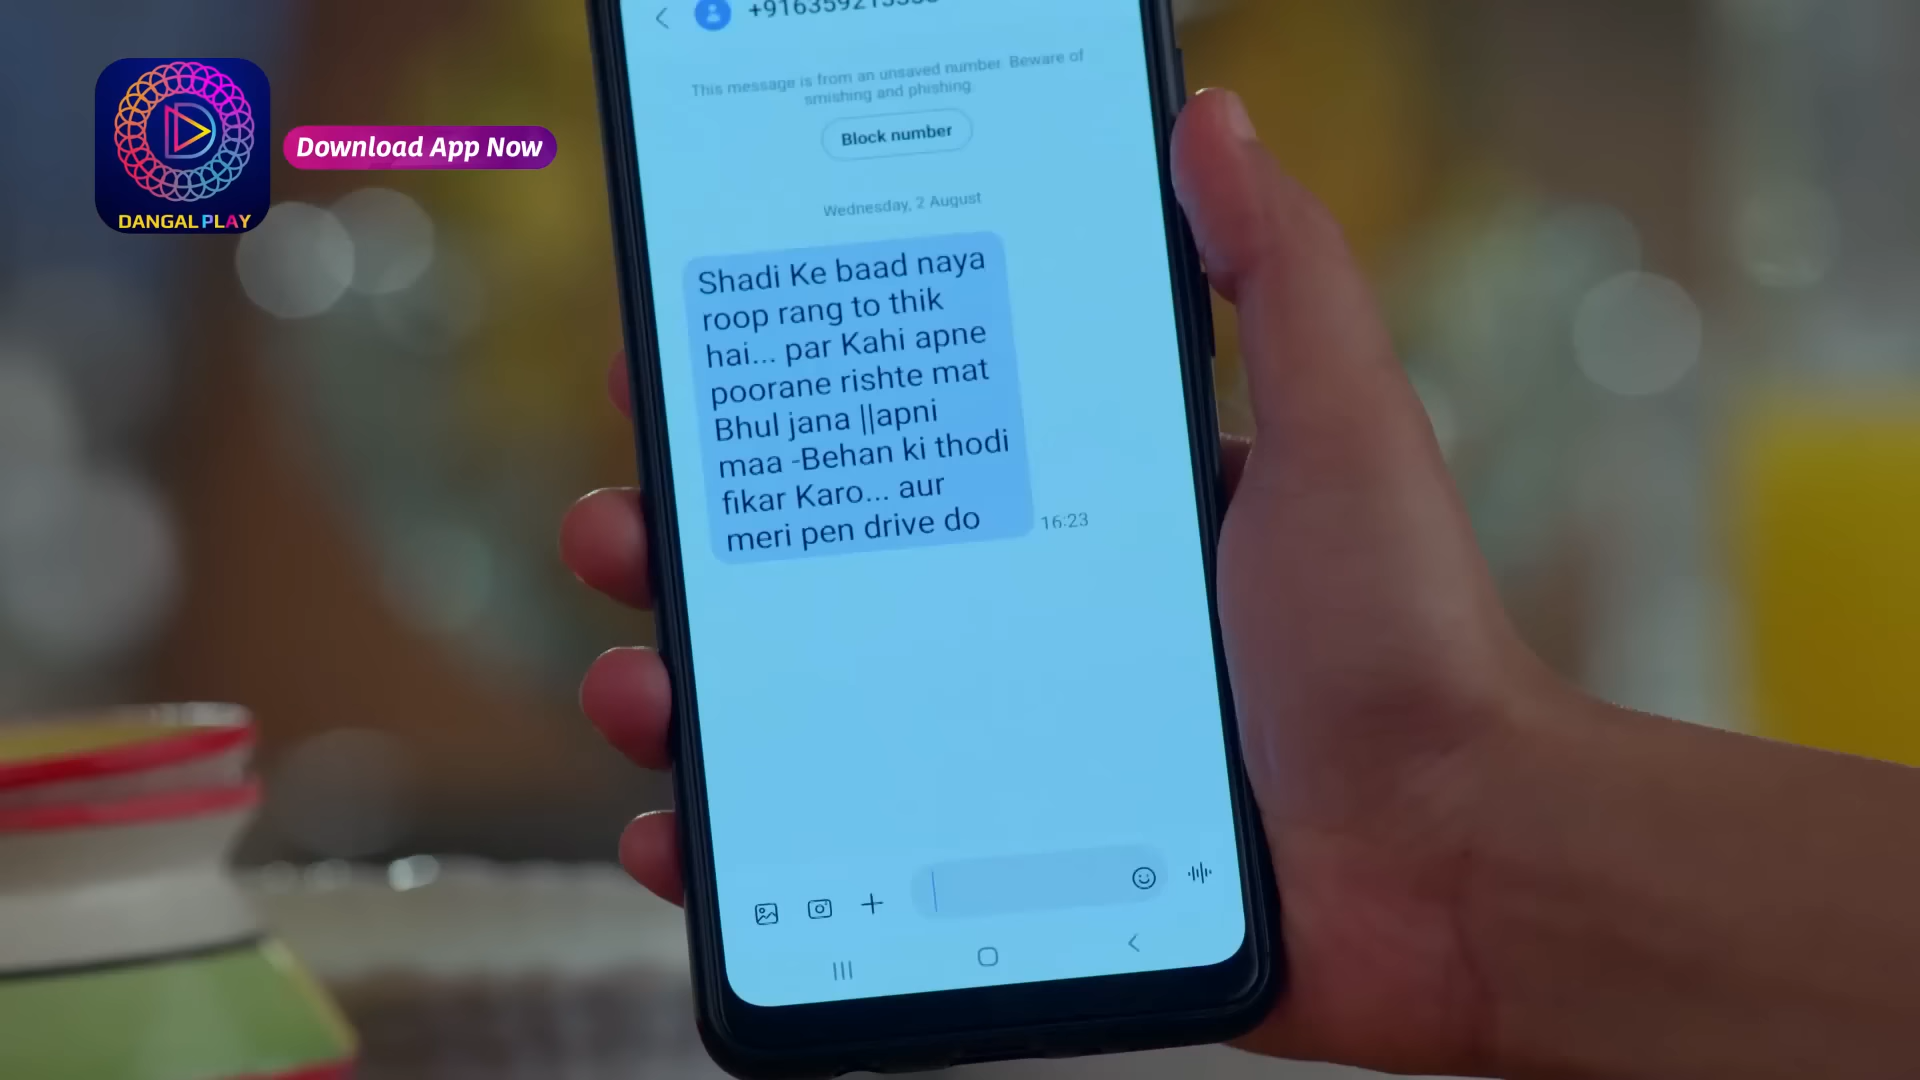 This message is from an unsaved number. Beware of
smishing and phishing.
Block number
Wednesday, 2 August
Shadi Ke baad naya
roop rang to thik
hai... par Kahi apne
poorane rishte mat
Bhul jana ||apni
maa -Behan ki thodi
fikar Karo... aur
meri pen drive do
16:23
DANGAL PLAY
Download App Now